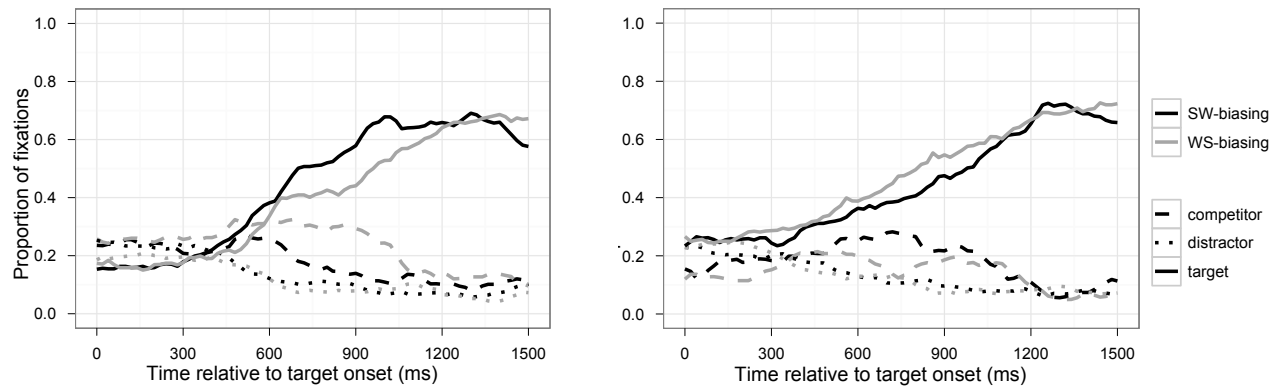 1.0
0.8
0.6
0.4
0.2
0.0
Proportion of fixations
0 300 600 900 1200 1500
Time relative to target onset (ms)
1.0
0.8
0.6
0.4
0.2
0.0
0 300 600 900 1200 1500
Time relative to target onset (ms)
SW-biasing
WS-biasing
competitor
distractor
target